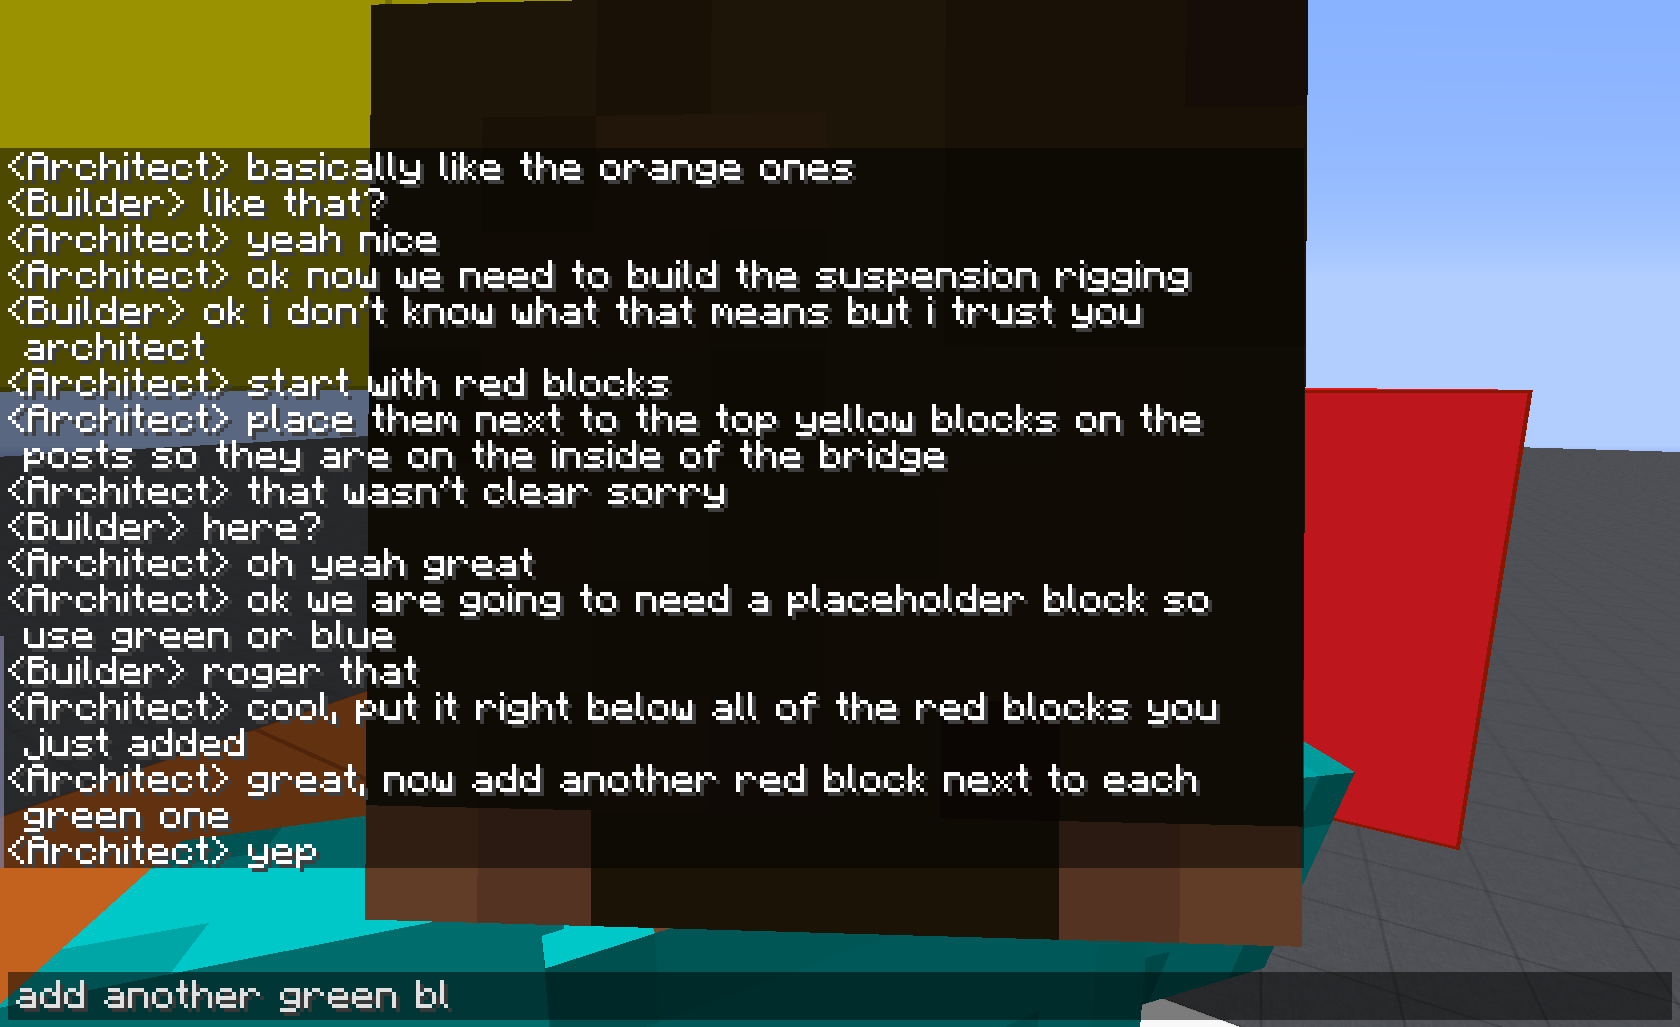 <Architect> basically like the orange ones
<Builder> like that?
<Architect> yeah nice
<Architect> ok now we need to build the suspension rigging
<Builder> ok i don't know what that means but i trust you
architect
<Architect> start with red blocks
<Architect> place them next to the top yellow blocks on the
posts so they are on the inside of the bridge
<Architect> that wasn't clear sorry
<Builder> here?
<Architect> oh yeah great
<Architect> ok we are going to need a placeholder block so
use green or blue
<Builder> roger that
<Architect> cool, put it right below all of the red blocks you
just added
<Architect> great, now add another red block next to each
green one
<Architect> yep
add another green bl